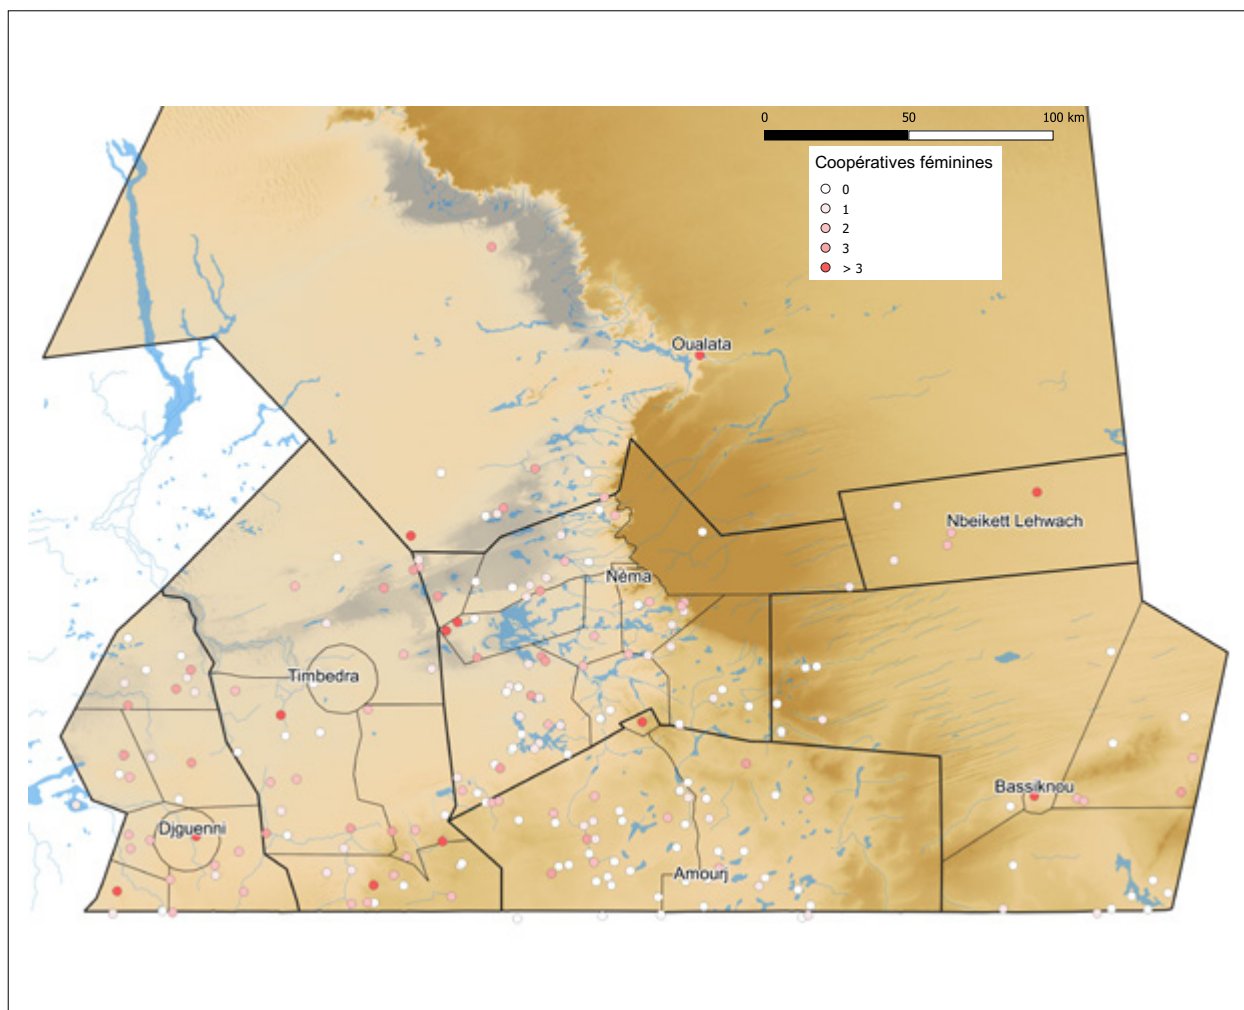 0 50 100 km
Coopératives féminines
0
1
2
3
> 3
Oualata
Nbeikett Lehwach
Néma
Timbedra
Bassiknou
Djguenni
Amourj